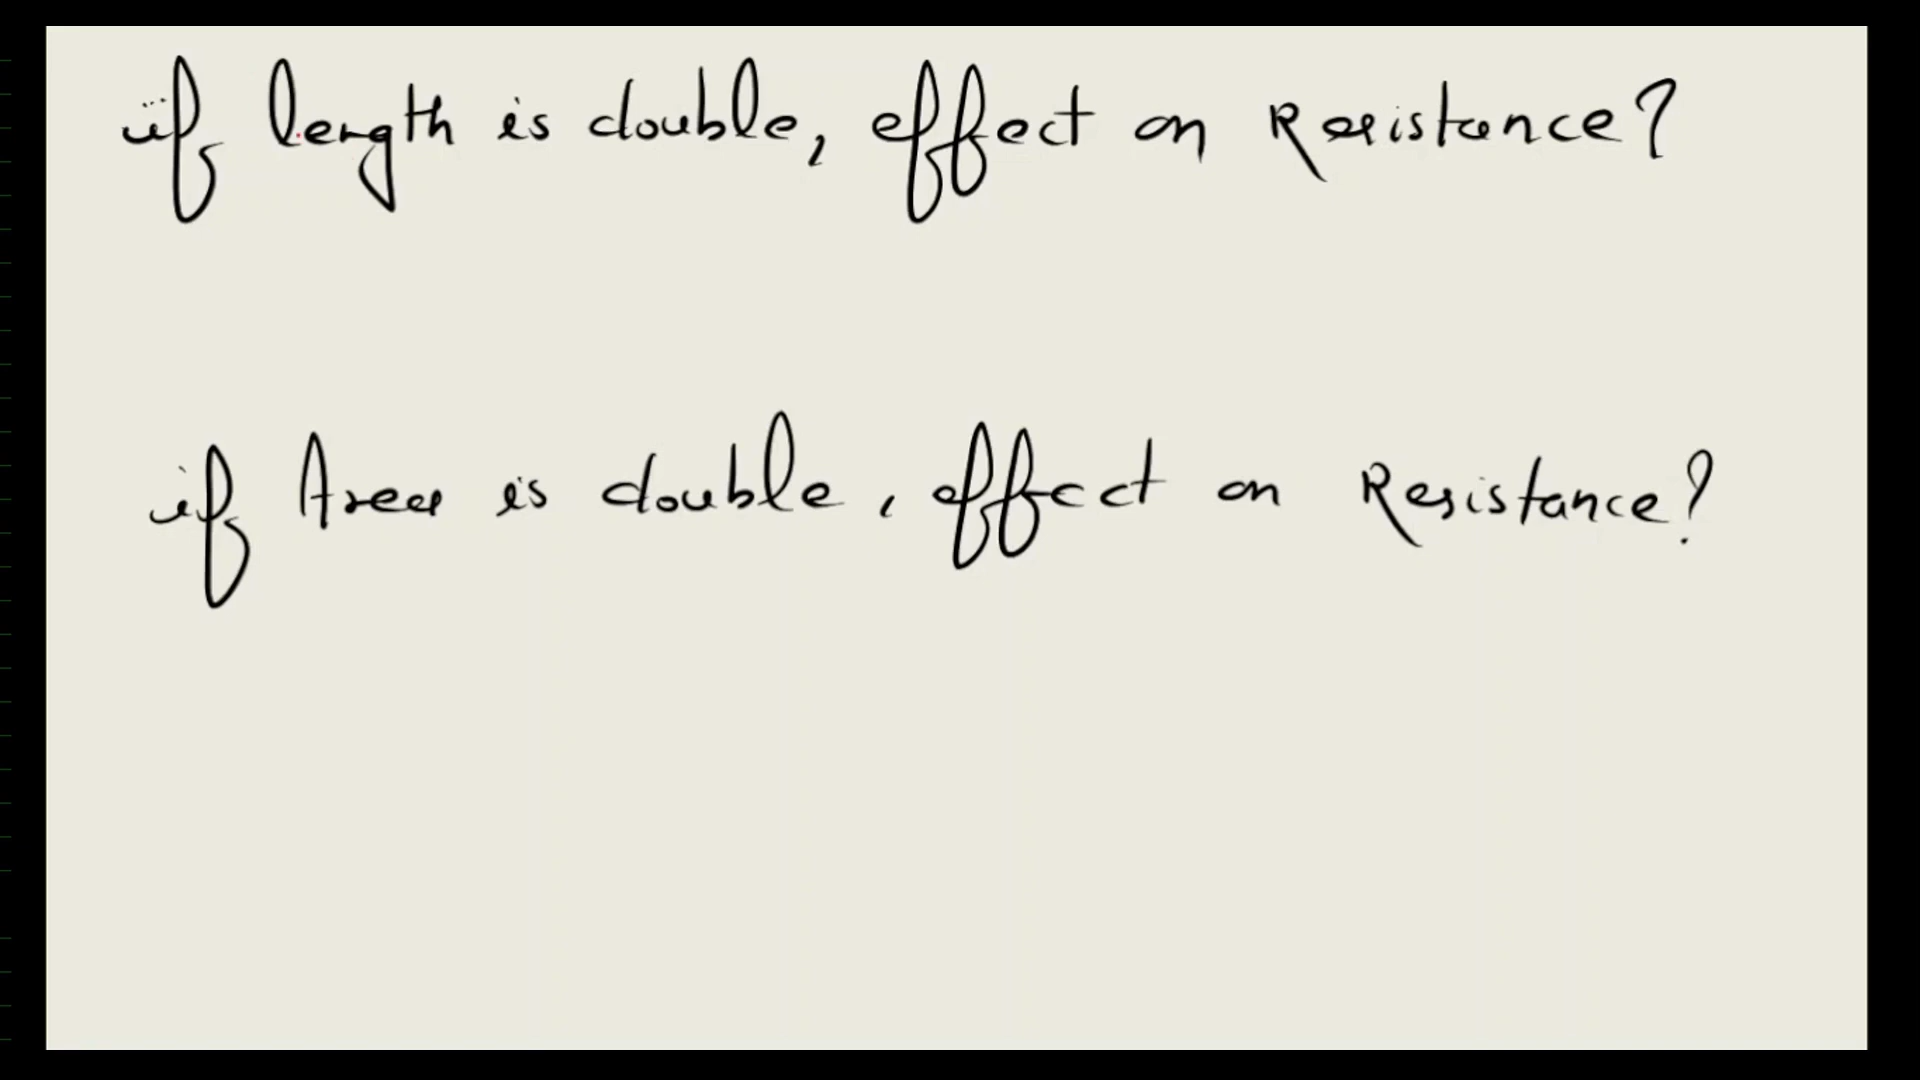 if length is double, effect on Resistance?
if Area is double, effect on Resistance?